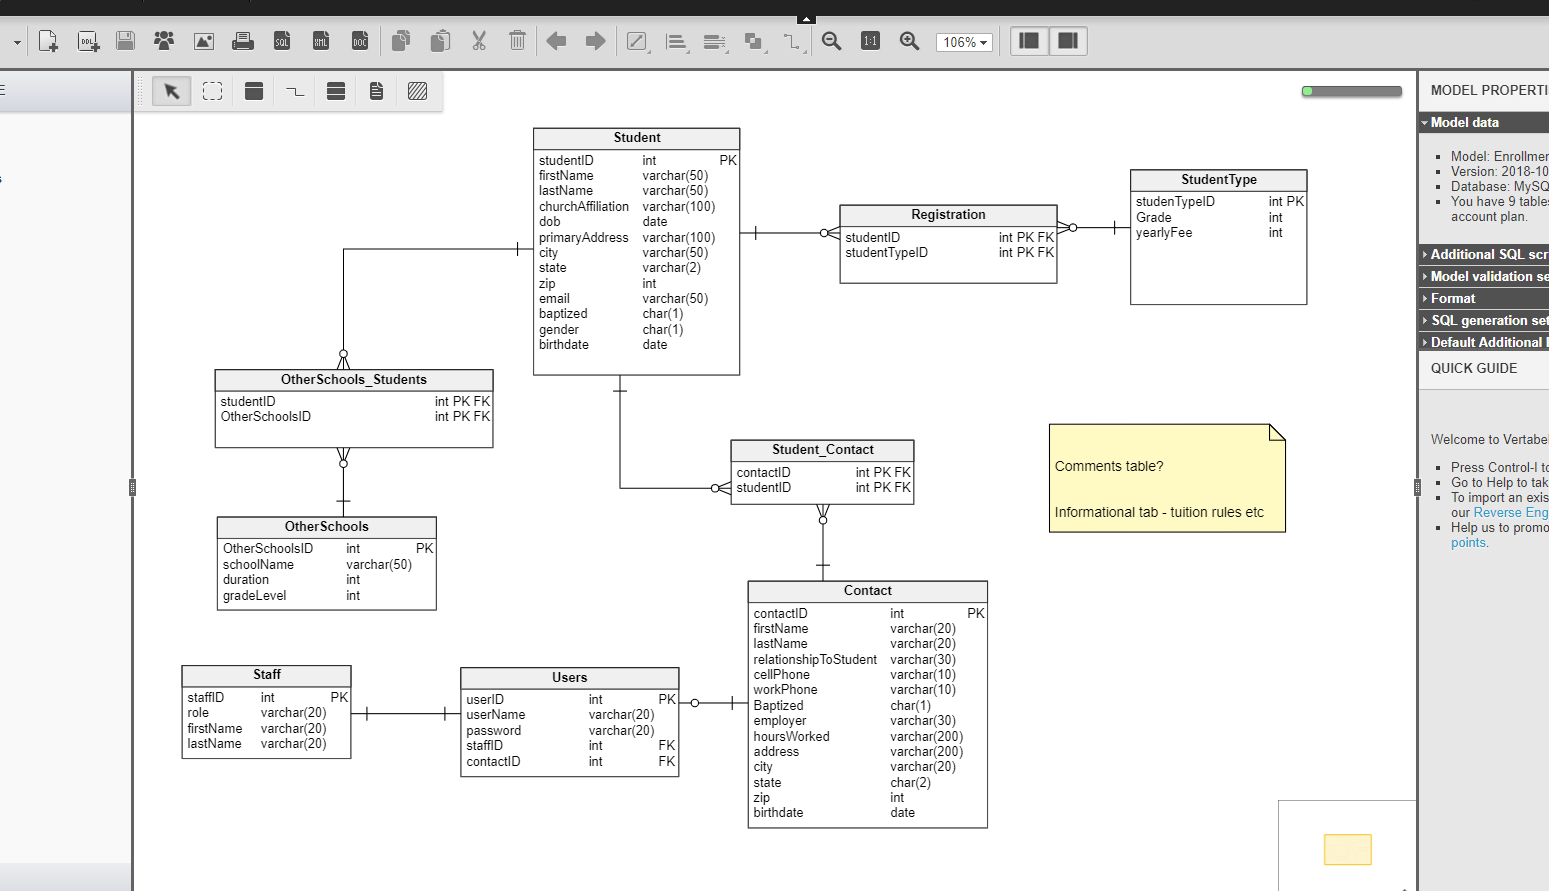 DDL
SQL
XML
DOC
1:1
106%
E
MODEL PROPERTI
Model data
Model: Enrollmen
Version: 2018-10
Database: MySQ
You have 9 tables
account plan.
Additional SQL scr
Model validation se
Format
SQL generation set
Default Additional
QUICK GUIDE
Welcome to Vertabel
Press Control-I to
Go to Help to tak
To import an exis
our Reverse Eng
Help us to promo
points.
Student
studentID int PK
firstName varchar(50)
lastName varchar(50)
churchAffiliation varchar(100)
dob date
primaryAddress varchar(100)
city varchar(50)
state varchar(2)
zip int
email varchar(50)
baptized char(1)
gender char(1)
birthdate date
Registration
studentID int PK FK
studentTypeID int PK FK
StudentType
studenTypeID int PK
Grade int
yearlyFee int
OtherSchools_Students
studentID int PK FK
OtherSchoolsID int PK FK
Student_Contact
contactID int PK FK
studentID int PK FK
Comments table?
Informational tab - tuition rules etc
OtherSchools
OtherSchoolsID int PK
schoolName varchar(50)
duration int
gradeLevel int
Contact
contactID int PK
firstName varchar(20)
lastName varchar(20)
relationshipToStudent varchar(30)
cellPhone varchar(10)
workPhone varchar(10)
Baptized char(1)
employer varchar(30)
hoursWorked varchar(200)
address varchar(200)
city varchar(20)
state char(2)
zip int
birthdate date
Staff
staffID int PK
role varchar(20)
firstName varchar(20)
lastName varchar(20)
Users
userID int PK
userName varchar(20)
password varchar(20)
staffID int FK
contactID int FK